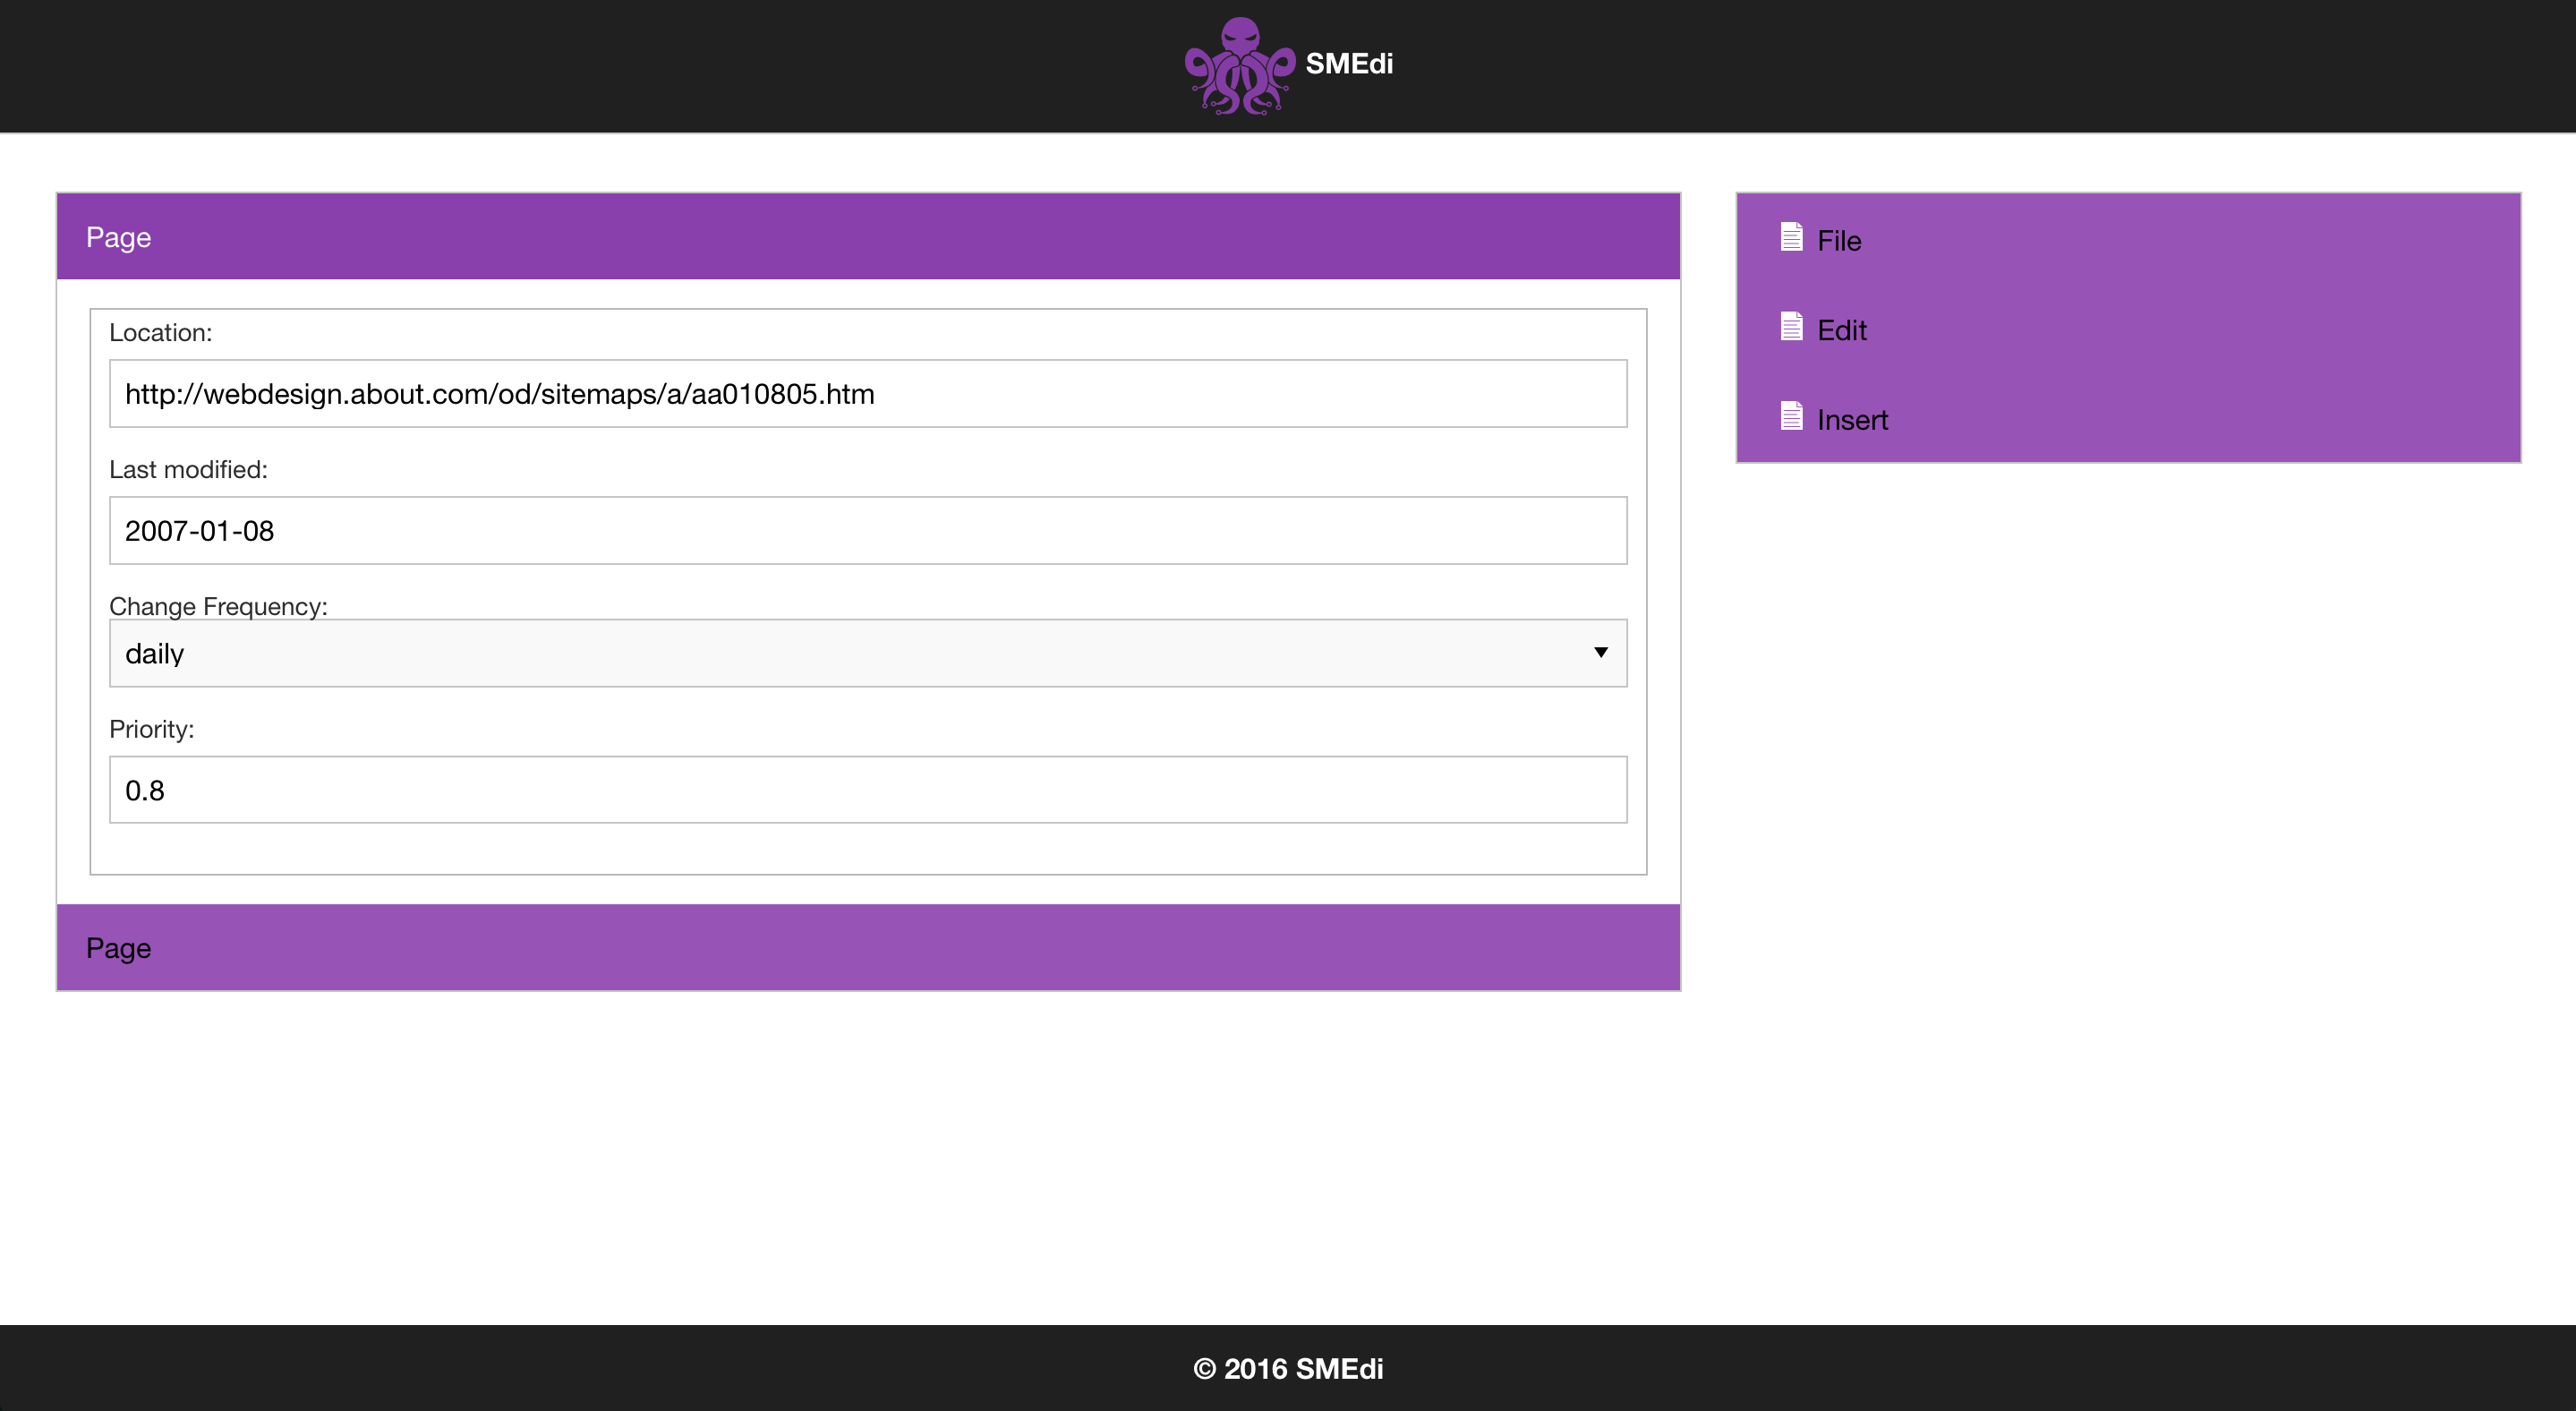 SMEdi
Page
Location:
http://webdesign.about.com/od/sitemaps/a/aa010805.htm
Last modified:
2007-01-08
Change Frequency:
daily
Priority:
0.8
Page
File
Edit
Insert
© 2016 SMEdi